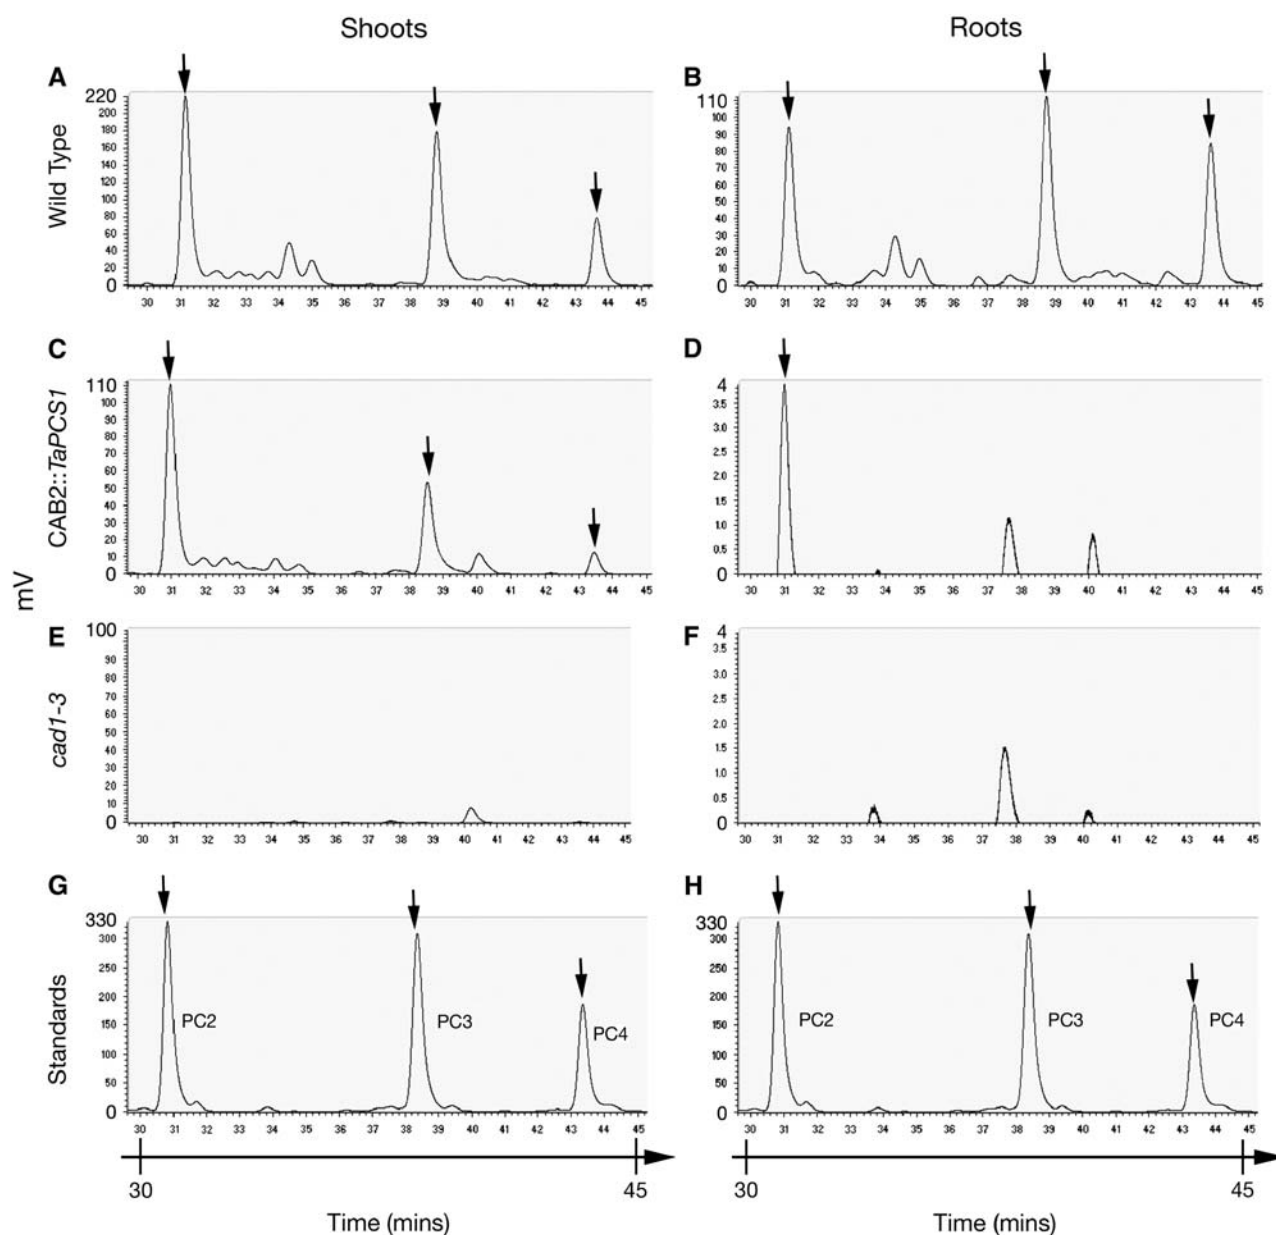 Shoots Roots
A B
Wild Type
220 200 180 160 140 120 100 80 60 40 20 0
30 31 32 33 34 35 36 37 38 39 40 41 42 43 44 45
110 100 90 80 70 60 50 40 30 20 10 0
30 31 32 33 34 35 36 37 38 39 40 41 42 43 44 45
C D
CAB2::TaPCS1
110 100 90 80 70 60 50 40 30 20 10 0
30 31 32 33 34 35 36 37 38 39 40 41 42 43 44 45
4 3.5 3.0 2.5 2.0 1.5 1.0 0.5 0
30 31 32 33 34 35 36 37 38 39 40 41 42 43 44 45
mV
E F
cad1-3
100 90 80 70 60 50 40 30 20 10 0
30 31 32 33 34 35 36 37 38 39 40 41 42 43 44 45
4 3.5 3.0 2.5 2.0 1.5 1.0 0.5 0
30 31 32 33 34 35 36 37 38 39 40 41 42 43 44 45
G H
Standards
330 300 250 200 150 100 50 0
PC2 PC3 PC4
30 31 32 33 34 35 36 37 38 39 40 41 42 43 44 45
330 300 250 200 150 100 50 0
PC2 PC3 PC4
30 31 32 33 34 35 36 37 38 39 40 41 42 43 44 45
30 45 30 45
Time (mins) Time (mins)